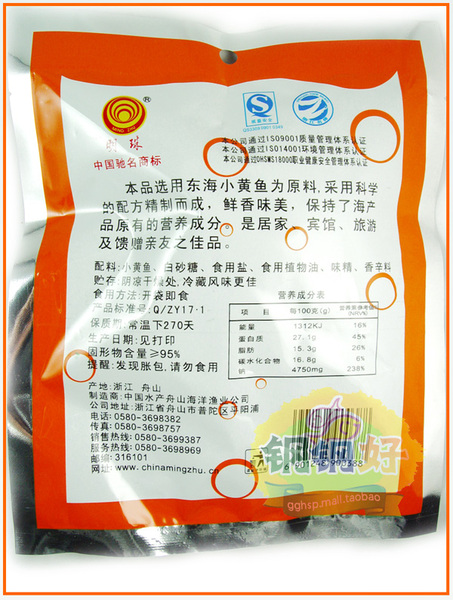 MING ZHU
®
明珠
中国驰名商标
本公司通过ISO9001质量管理体系认证
本公司通过ISO14001环境管理体系认证
本公司通过OHSMS18000职业健康安全管理体系认证
本品选用东海小黄鱼为原料,采用科学
的配方精制而成,鲜香味美,保持了海产
品原有的营养成分。是居家、宾馆、旅游
及馈赠亲友之佳品。
配料:小黄鱼、白砂糖、食用盐、食用植物油、味精、香辛料
贮存:阴凉干燥处,冷藏风味更佳
食用方法:开袋即食
产品标准号:Q/ZY17·1
保质期:常温下270天
生产日期:见打印
固形物含量≥95%
提醒:发现胀包,请勿食用
营养成分表
项目 每100克(g) 营养素参考值%(NRV%)
能量 1312KJ 16%
蛋白质 27.1g 45%
脂肪 15.3g 26%
碳水化合物 16.8g 6%
钠 4750mg 238%
产地:浙江 舟山
制造商:中国水产舟山海洋渔业公司
公司地址:浙江省舟山市普陀区平阳浦
电话:0580-3698382
传真:0580-3698757
销售热线:0580-3699387
服务热线:0580-3698969
邮编:316101
网址:www.chinamingzhu.cn
钢钢好
gghsp.mall.taobao